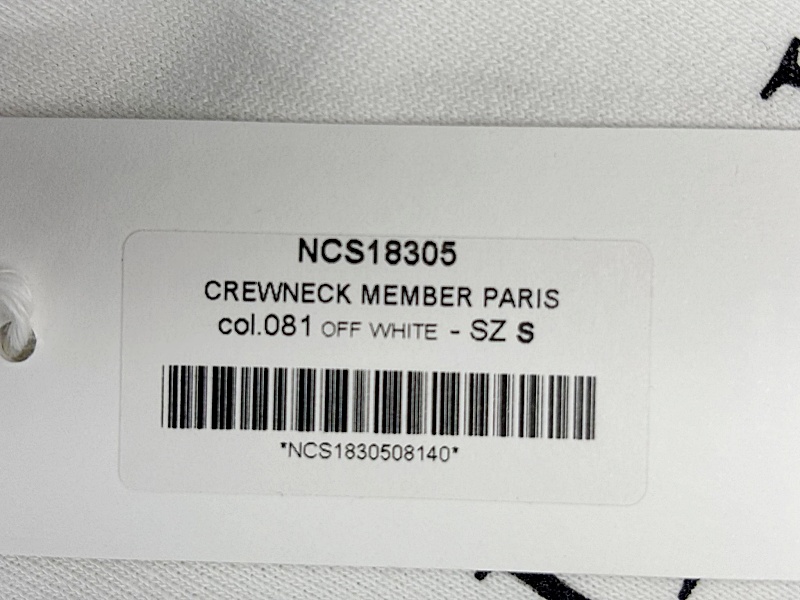 NCS18305
CREWNECK MEMBER PARIS
col.081 OFF WHITE - SZ S
*NCS1830508140*